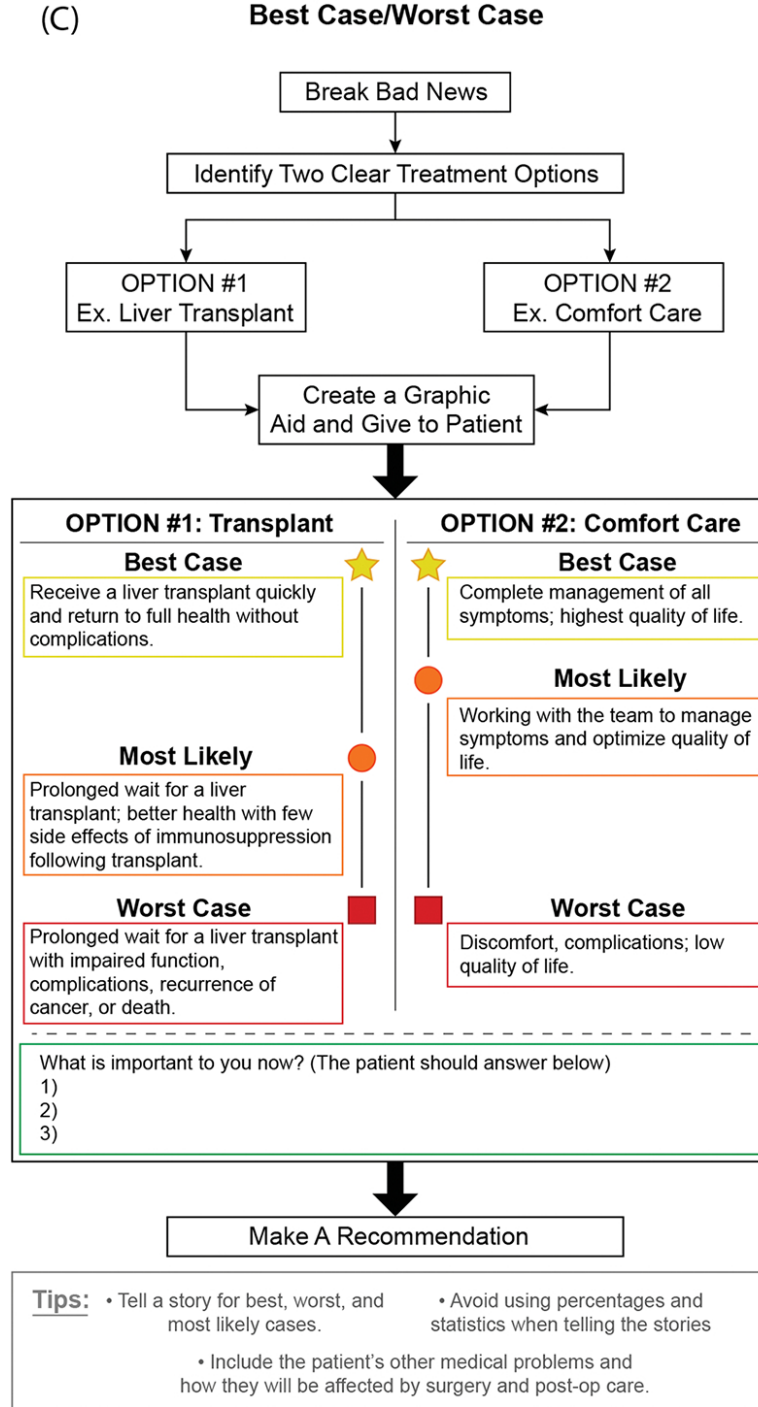 (C)
Best Case/Worst Case
Break Bad News
Identify Two Clear Treatment Options
OPTION #1
Ex. Liver Transplant
OPTION #2
Ex. Comfort Care
Create a Graphic
Aid and Give to Patient
OPTION #1: Transplant
Best Case
Receive a liver transplant quickly
and return to full health without
complications.
Most Likely
Prolonged wait for a liver
transplant; better health with few
side effects of immunosuppression
following transplant.
Worst Case
Prolonged wait for a liver transplant
with impaired function,
complications, recurrence of
cancer, or death.
OPTION #2: Comfort Care
Best Case
Complete management of all
symptoms; highest quality of life.
Most Likely
Working with the team to manage
symptoms and optimize quality of
life.
Worst Case
Discomfort, complications; low
quality of life.
What is important to you now? (The patient should answer below)
1)
2)
3)
Make A Recommendation
Tips:
• Tell a story for best, worst, and
most likely cases.
• Avoid using percentages and
statistics when telling the stories
• Include the patient's other medical problems and
how they will be affected by surgery and post-op care.